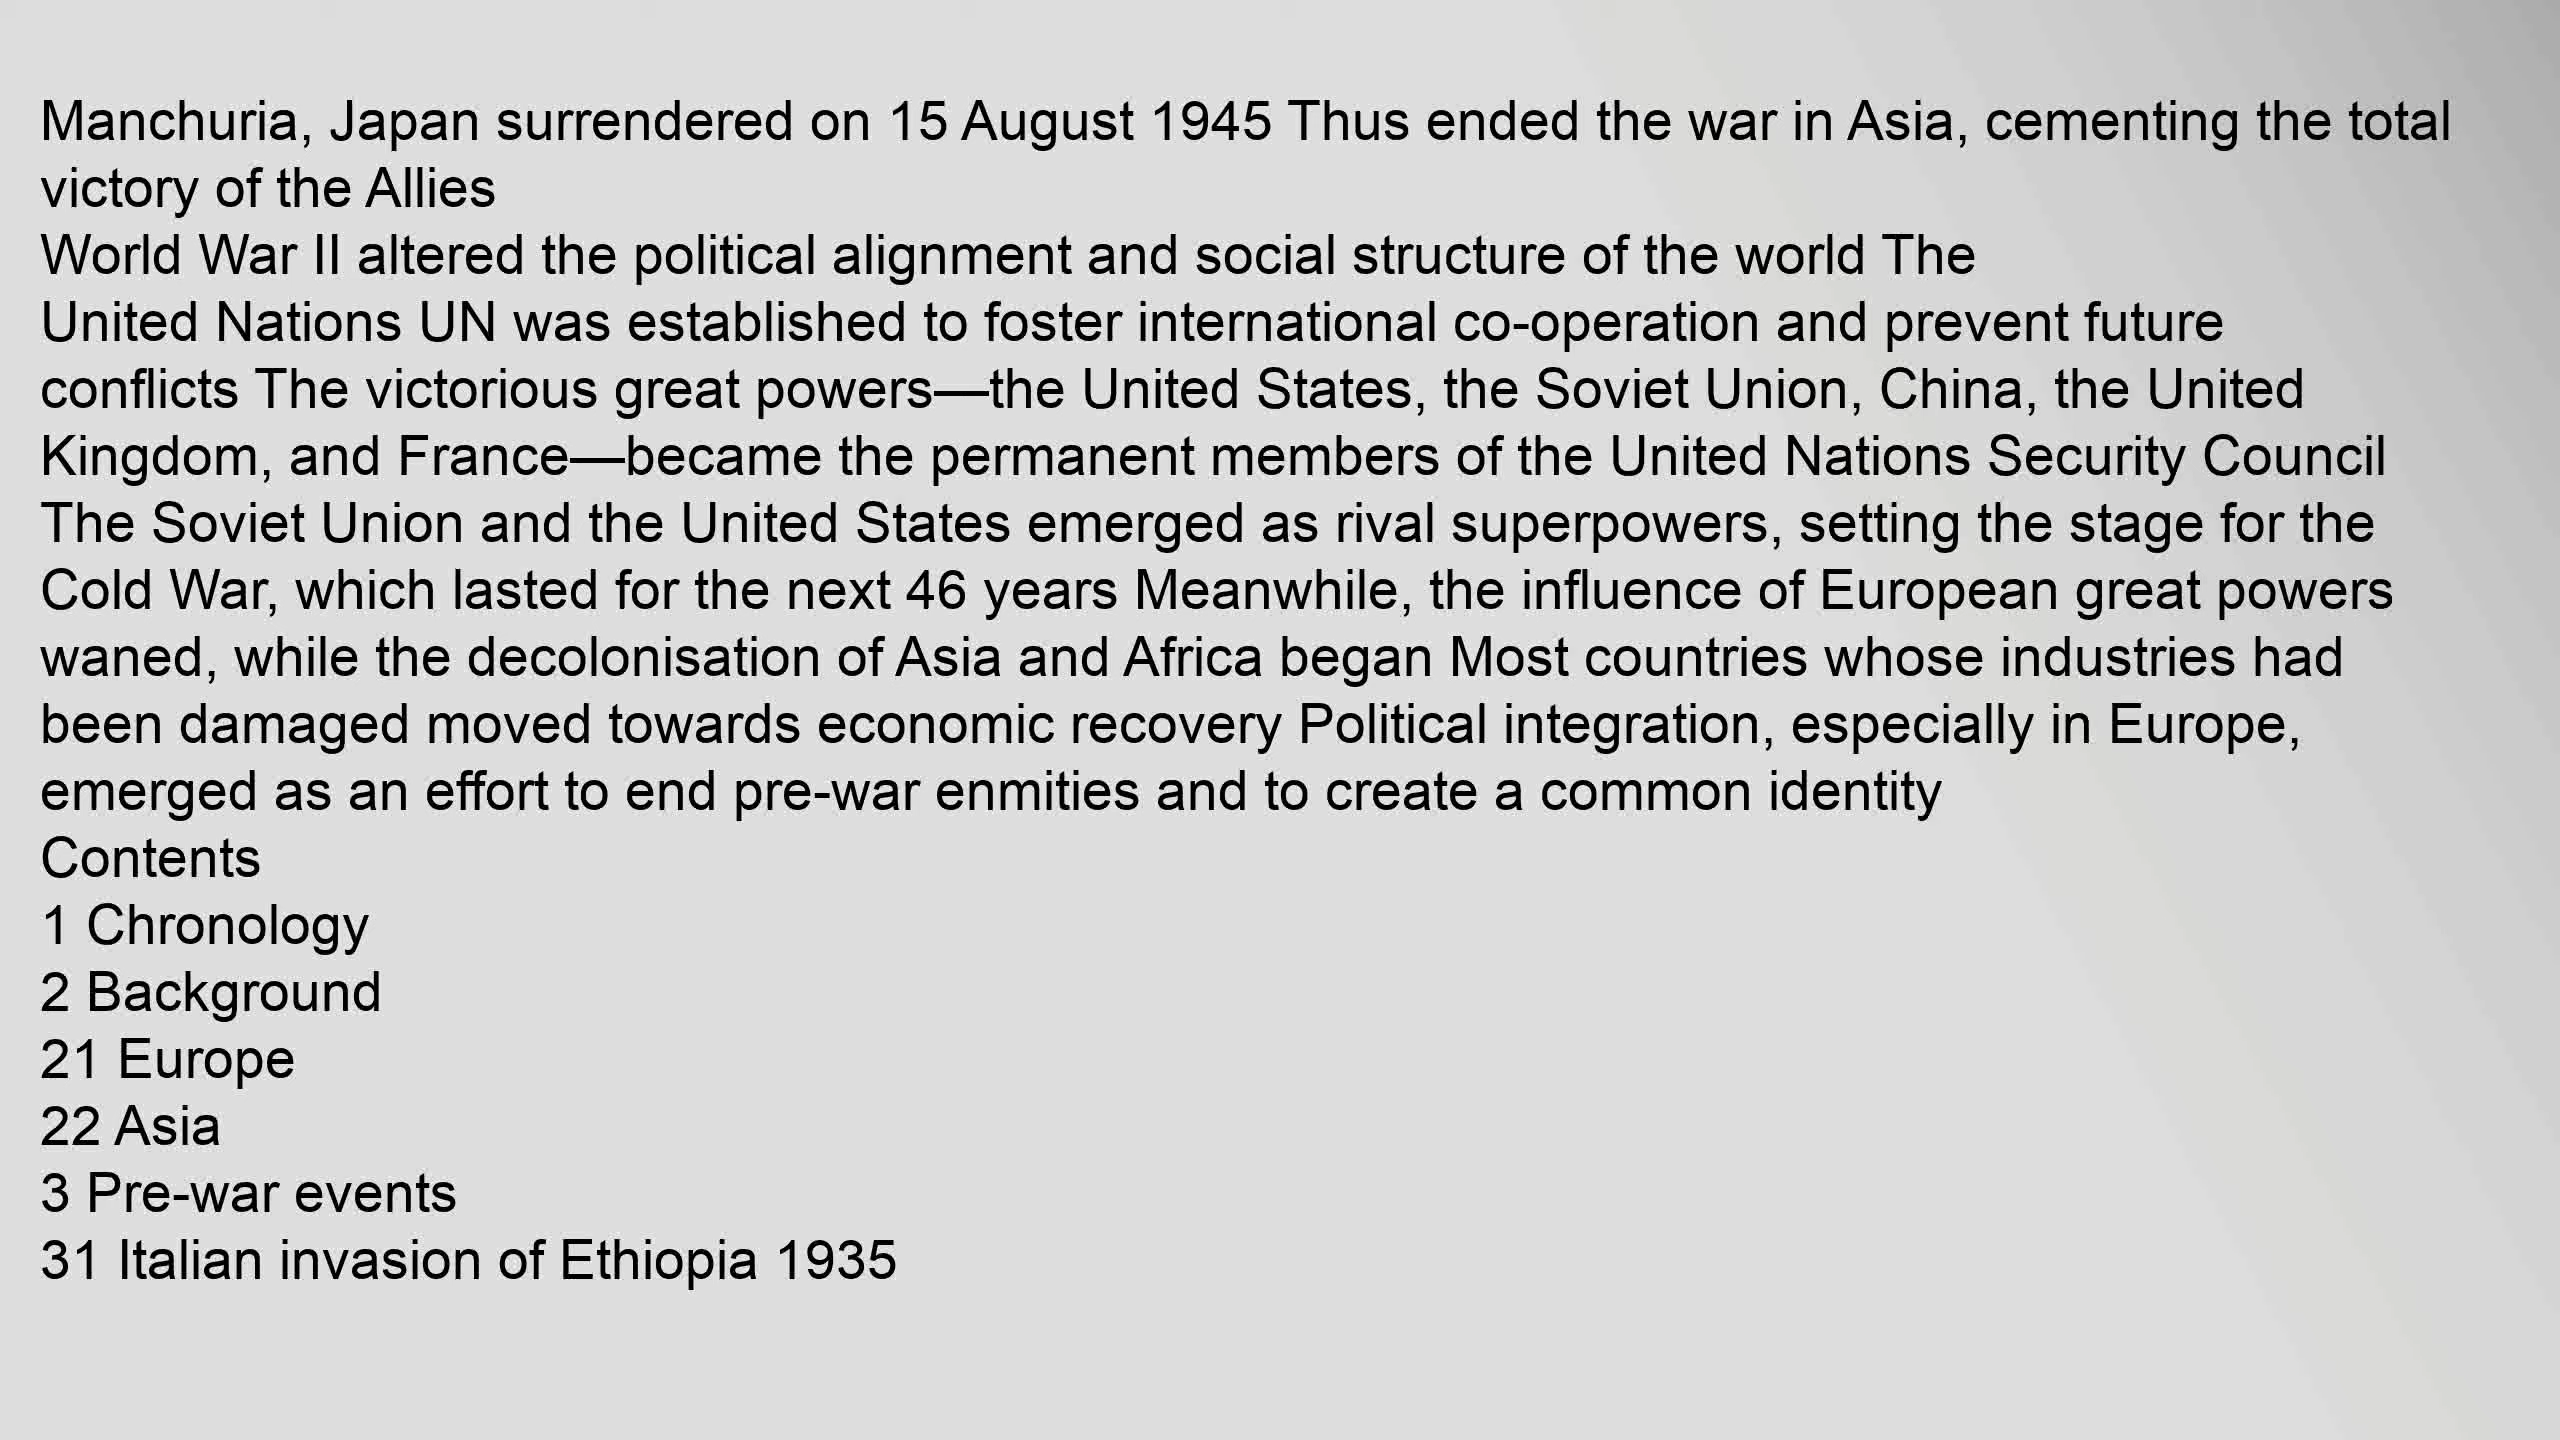 Manchuria, Japan surrendered on 15 August 1945 Thus ended the war in Asia, cementing the total
victory of the Allies
World War II altered the political alignment and social structure of the world The
United Nations UN was established to foster international co-operation and prevent future
conflicts The victorious great powers—the United States, the Soviet Union, China, the United
Kingdom, and France—became the permanent members of the United Nations Security Council
The Soviet Union and the United States emerged as rival superpowers, setting the stage for the
Cold War, which lasted for the next 46 years Meanwhile, the influence of European great powers
waned, while the decolonisation of Asia and Africa began Most countries whose industries had
been damaged moved towards economic recovery Political integration, especially in Europe,
emerged as an effort to end pre-war enmities and to create a common identity
Contents
1 Chronology
2 Background
21 Europe
22 Asia
3 Pre-war events
31 Italian invasion of Ethiopia 1935